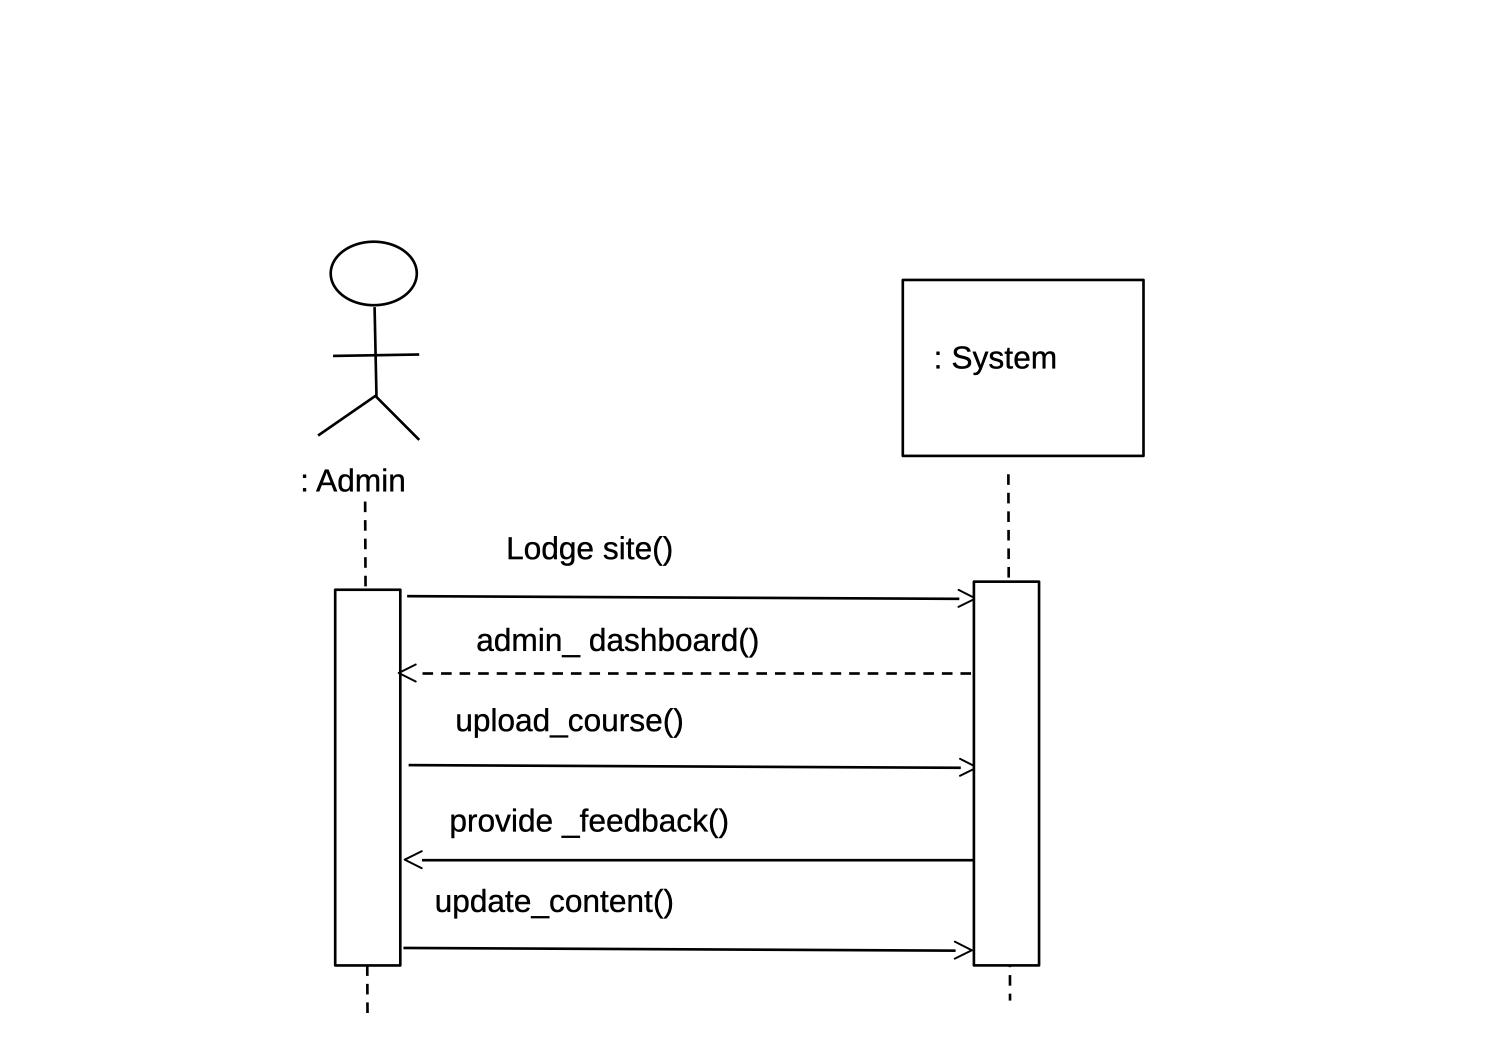 : System
: Admin
Lodge site()
admin_ dashboard()
upload_course()
provide _feedback()
update_content()